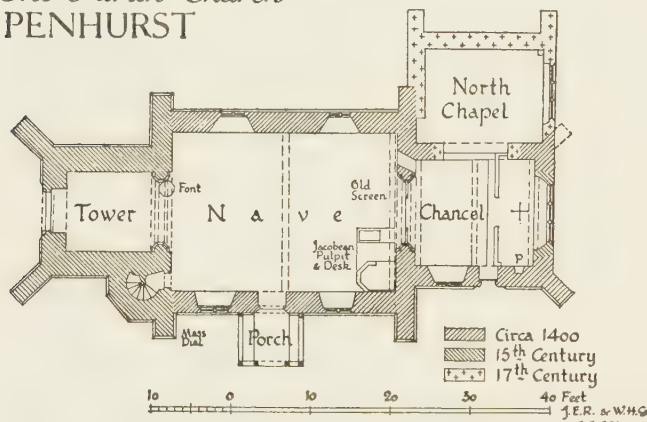 PENHURST
North
Chapel
Font
Tower
Nave
Old
Screen
Chancel
Jacobean
Pulpit
& Desk
P
Mass
Dial
Porch
Circa 1400
15th Century
17th Century
10 0 10 20 30 40 Feet
J.E.R. & W.H.G